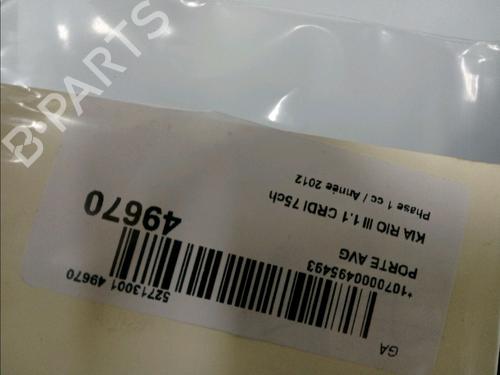 B-PARTS
GA
*1070000495493
52713001 49670
PORTE AVG
KIA RIO III 1.1 CRDI 75ch
Phase 1 cc / Année 2012
49670